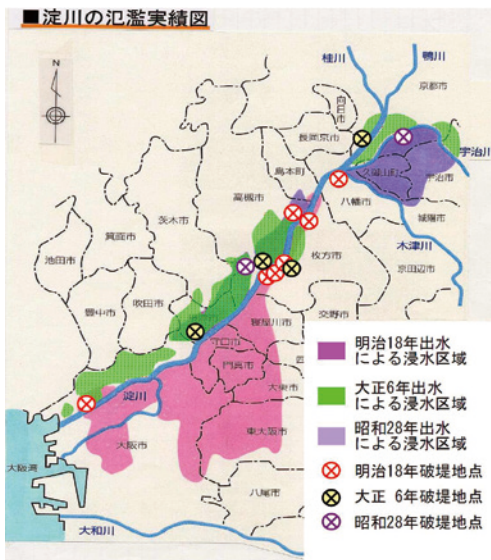 ■淀川の氾濫実績図
N
桂川
鴨川
京都市
向日市
長岡京市
宇治川
島本町
久御山町
宇治市
高槻市
八幡市
城陽市
茨木市
木津川
箕面市
枚方市
京田辺市
池田市
豊中市
吹田市
交野市
寝屋川市
守口市
門真市
大東市
淀川
大阪市
東大阪市
大阪湾
八尾市
大和川
明治18年出水
による浸水区域
大正6年出水
による浸水区域
昭和28年出水
による浸水区域
明治18年破堤地点
大正 6年破堤地点
昭和28年破堤地点